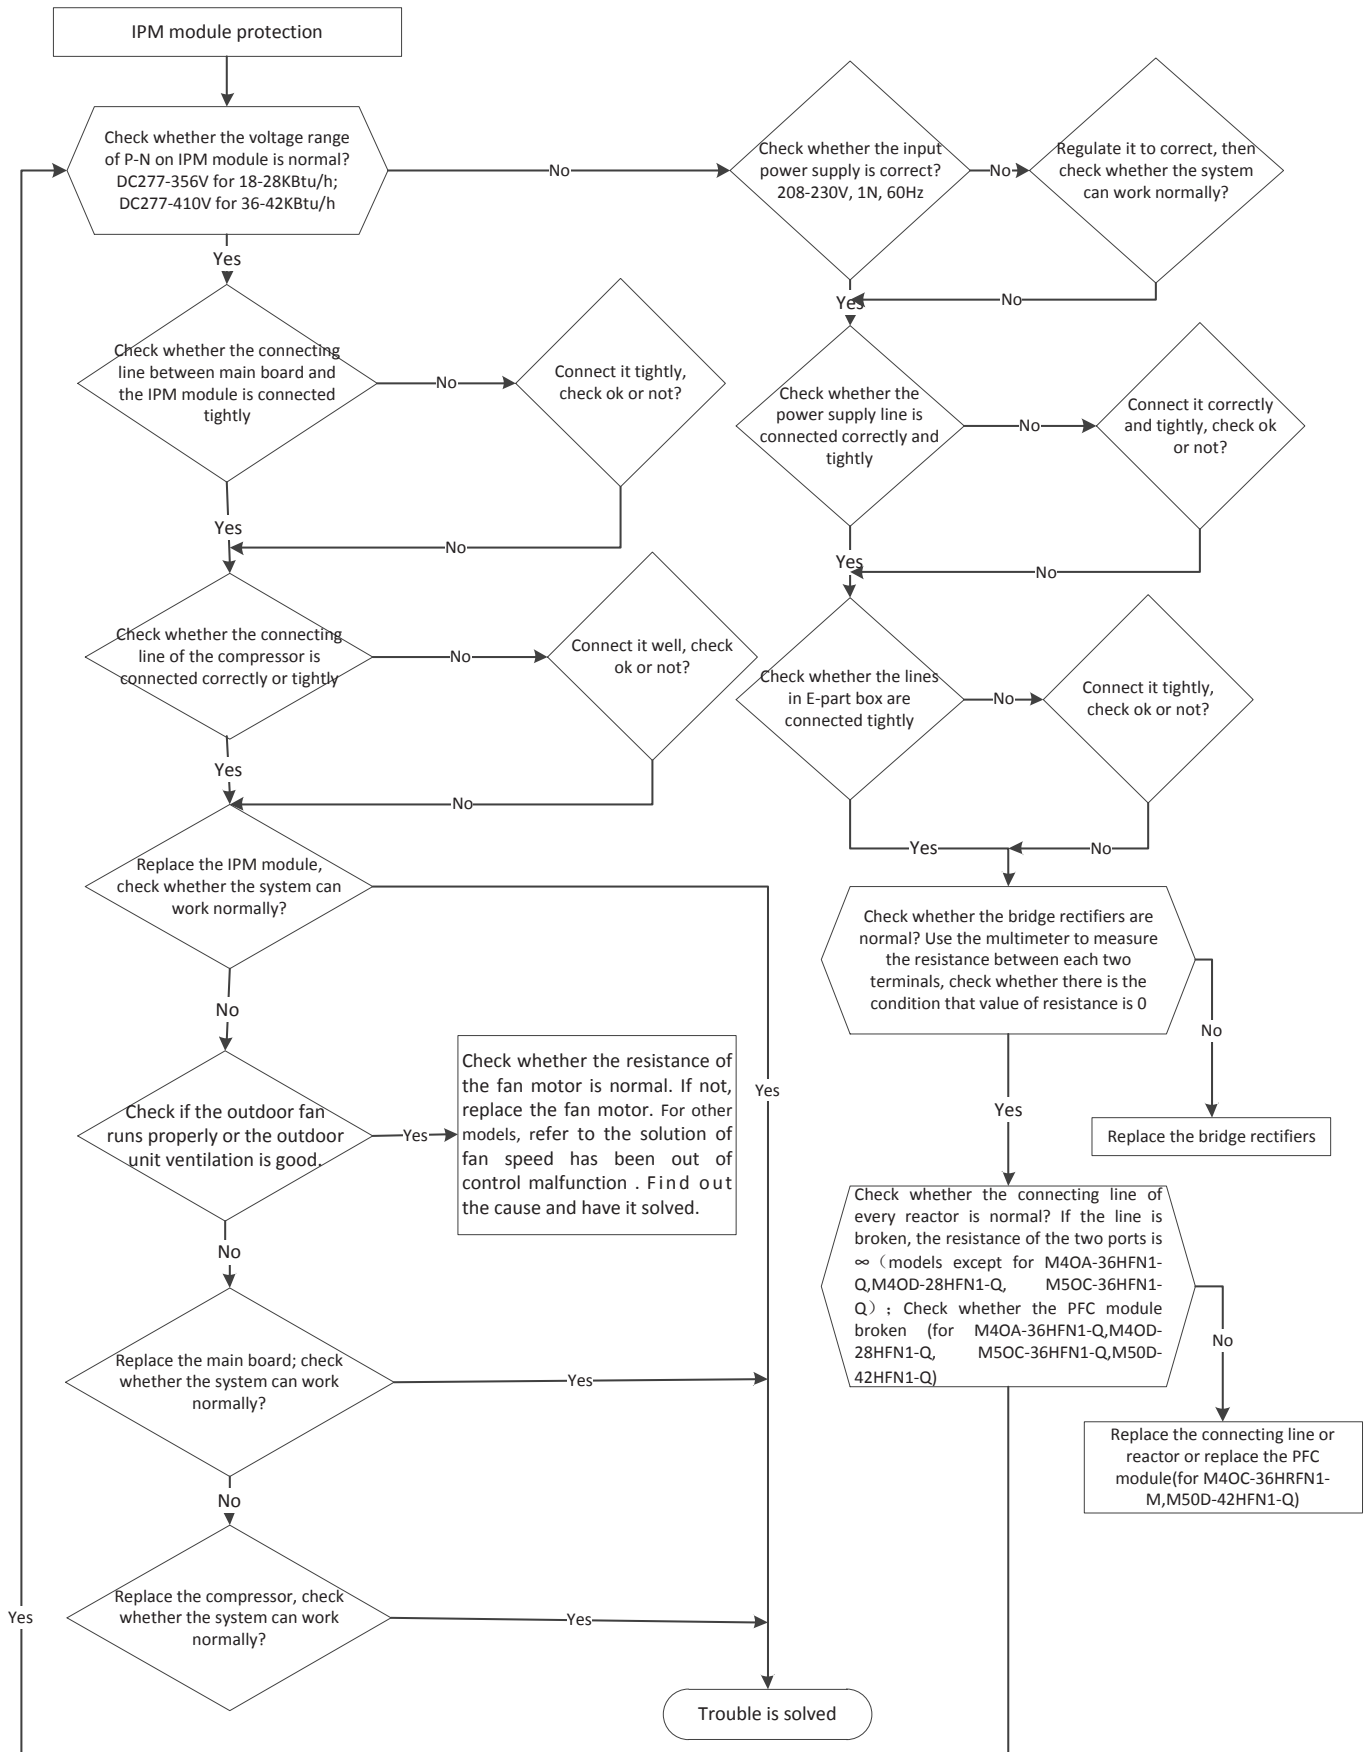 IPM module protection
Check whether the voltage range
of P-N on IPM module is normal?
DC277-356V for 18-28KBtu/h;
DC277-410V for 36-42KBtu/h
No
Check whether the input
power supply is correct?
208-230V, 1N, 60Hz
No
Regulate it to correct, then
check whether the system
can work normally?
Yes
Yes
No
Check whether the connecting
line between main board and
the IPM module is connected
tightly
No
Connect it tightly,
check ok or not?
Check whether the
power supply line is
connected correctly and
tightly
No
Connect it correctly
and tightly, check ok
or not?
Yes
No
Yes
No
Check whether the connecting
line of the compressor is
connected correctly or tightly
No
Connect it well, check
ok or not?
Check whether the lines
in E-part box are
connected tightly
No
Connect it tightly,
check ok or not?
Yes
No
Yes
No
Replace the IPM module,
check whether the system can
work normally?
Check whether the bridge rectifiers are
normal? Use the multimeter to measure
the resistance between each two
terminals, check whether there is the
condition that value of resistance is 0
No
No
Check if the outdoor fan
runs properly or the outdoor
unit ventilation is good.
Yes
Check whether the resistance of
the fan motor is normal. If not,
replace the fan motor. For other
models, refer to the solution of
fan speed has been out of
control malfunction . Find out
the cause and have it solved.
Yes
Yes
Replace the bridge rectifiers
No
Check whether the connecting line of
every reactor is normal? If the line is
broken, the resistance of the two ports is
∞（models except for M4OA-36HFN1-
Q,M4OD-28HFN1-Q, M5OC-36HFN1-
Q）；Check whether the PFC module
broken (for M4OA-36HFN1-Q,M4OD-
28HFN1-Q, M5OC-36HFN1-Q,M50D-
42HFN1-Q)
No
Replace the main board; check
whether the system can work
normally?
Yes
Replace the connecting line or
reactor or replace the PFC
module(for M4OC-36HRFN1-
M,M50D-42HFN1-Q)
No
Replace the compressor, check
whether the system can work
normally?
Yes
Yes
Trouble is solved